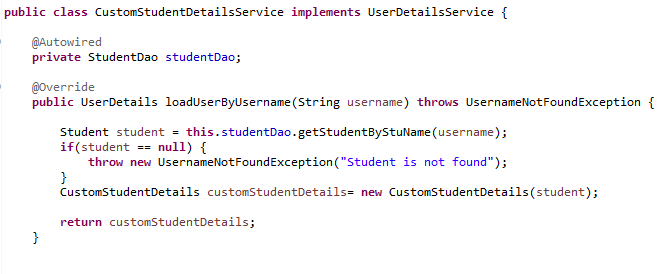 public class CustomStudentDetailsService implements UserDetailsService {
@Autowired
private StudentDao studentDao;
@Override
public UserDetails loadUserByUsername(String username) throws UsernameNotFoundException {
Student student = this.studentDao.getStudentByStuName(username);
if(student == null) {
throw new UsernameNotFoundException("Student is not found");
}
CustomStudentDetails customStudentDetails= new CustomStudentDetails(student);
return customStudentDetails;
}